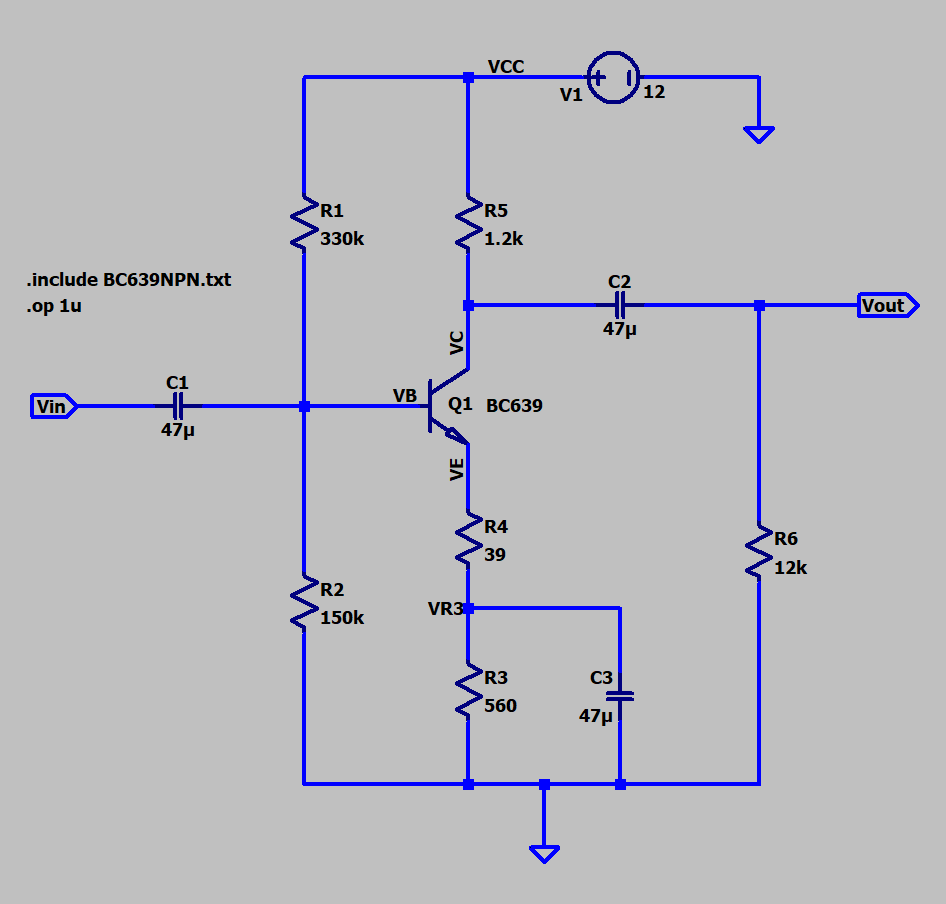 VCC
V1
12
R1
330k
R5
1.2k
.include BC639NPN.txt
.op 1u
C2
47µ
Vout
VC
C1
47µ
Vin
VB
Q1
BC639
VE
R4
39
R6
12k
R2
150k
VR3
R3
560
C3
47µ